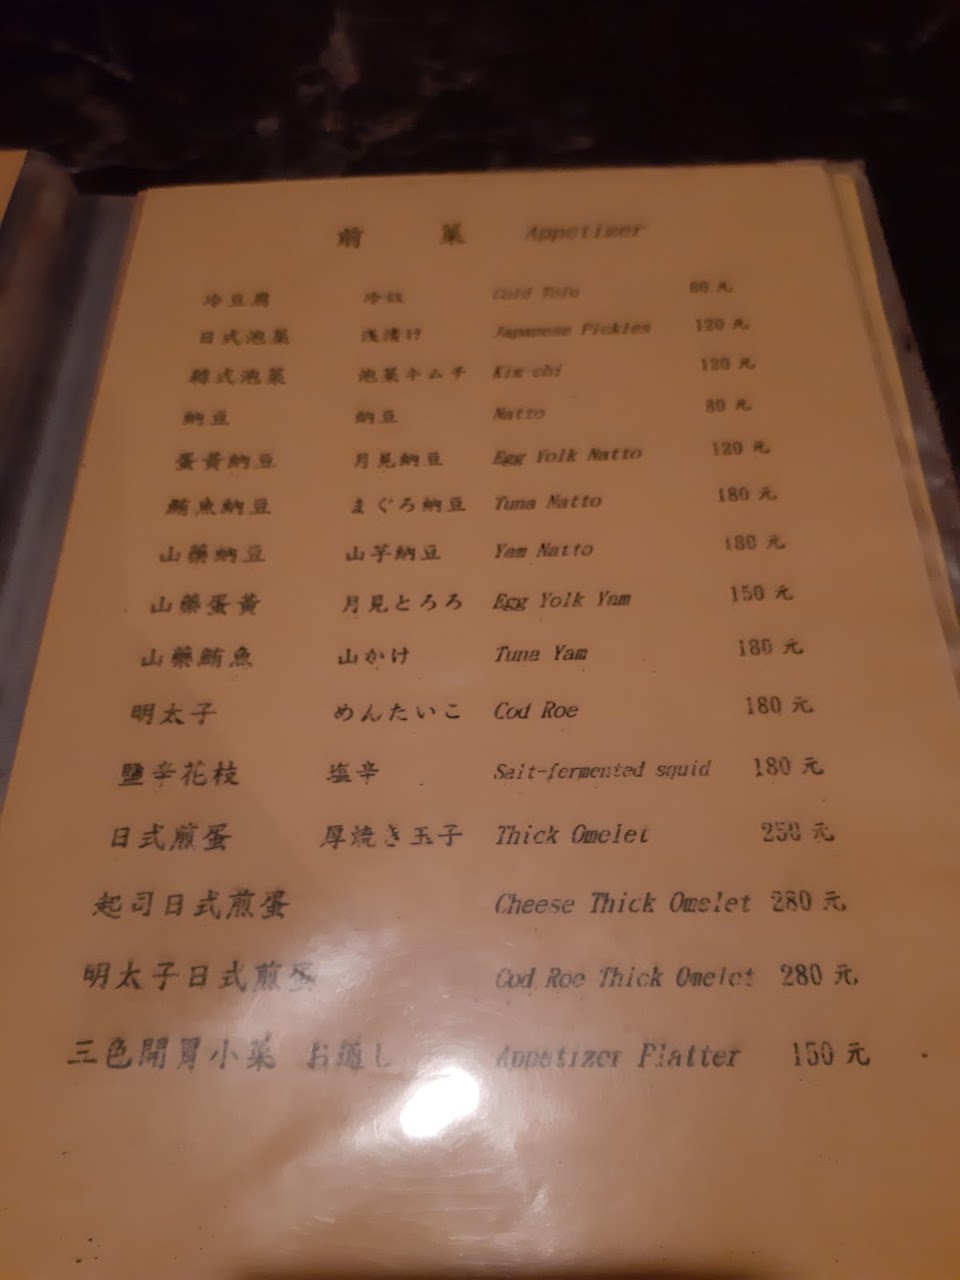 前 菜 Appetizer
冷豆腐 冷奴 Cold Tofu 60 元
日式泡菜 浅漬け Japanese Pickles 120 元
韓式泡菜 泡菜キムチ Kim-chi 120 元
納豆 納豆 Natto 80 元
蛋黃納豆 月見納豆 Egg Yolk Natto 120 元
鮪魚納豆 まぐろ納豆 Tuna Natto 180 元
山藥納豆 山芋納豆 Yam Natto 180 元
山藥蛋黃 月見とろろ Egg Yolk Yam 150 元
山藥鮪魚 山かけ Tuna Yam 180 元
明太子 めんたいこ Cod Roe 180 元
鹽辛花枝 塩辛 Salt-fermented squid 180 元
日式煎蛋 厚焼き玉子 Thick Omelet 250 元
起司日式煎蛋 Cheese Thick Omelet 280 元
明太子日式煎蛋 Cod Roe Thick Omelet 280 元
三色開胃小菜 お通し Appetizer Platter 150 元